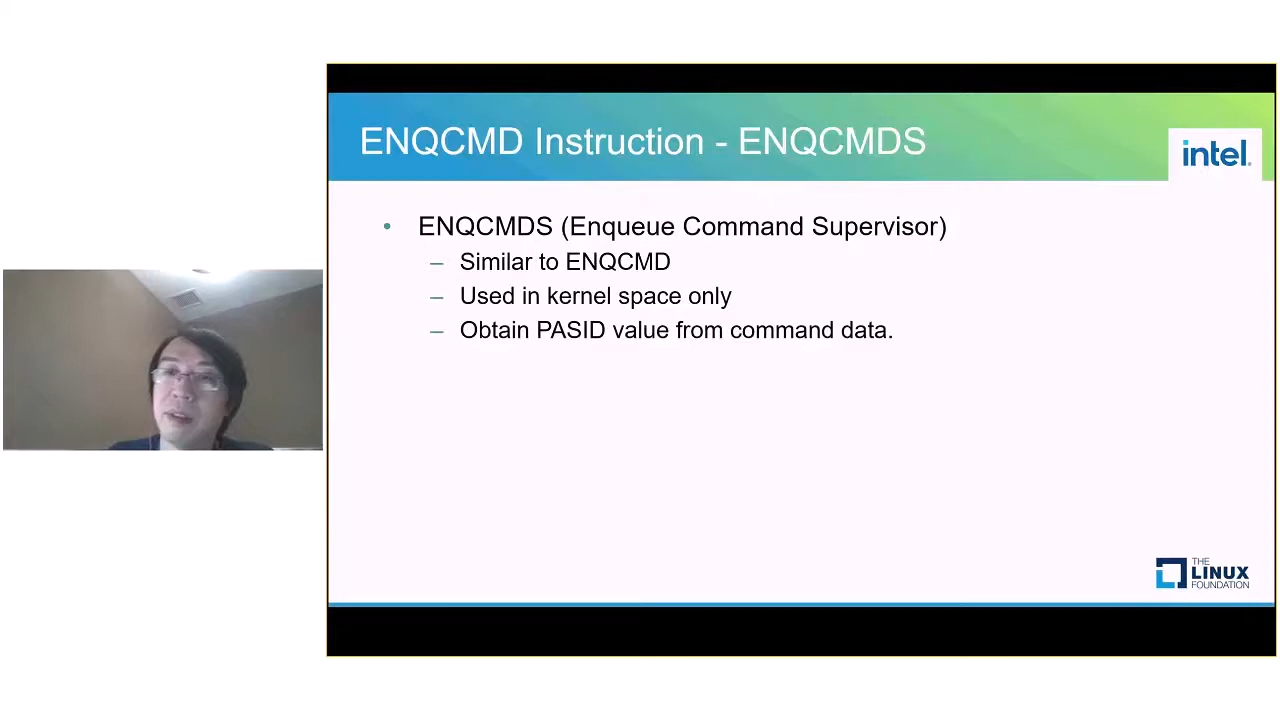 ENQCMD Instruction - ENQCMDS
intel.
• ENQCMDS (Enqueue Command Supervisor)
– Similar to ENQCMD
– Used in kernel space only
– Obtain PASID value from command data.
THE
LINUX
FOUNDATION